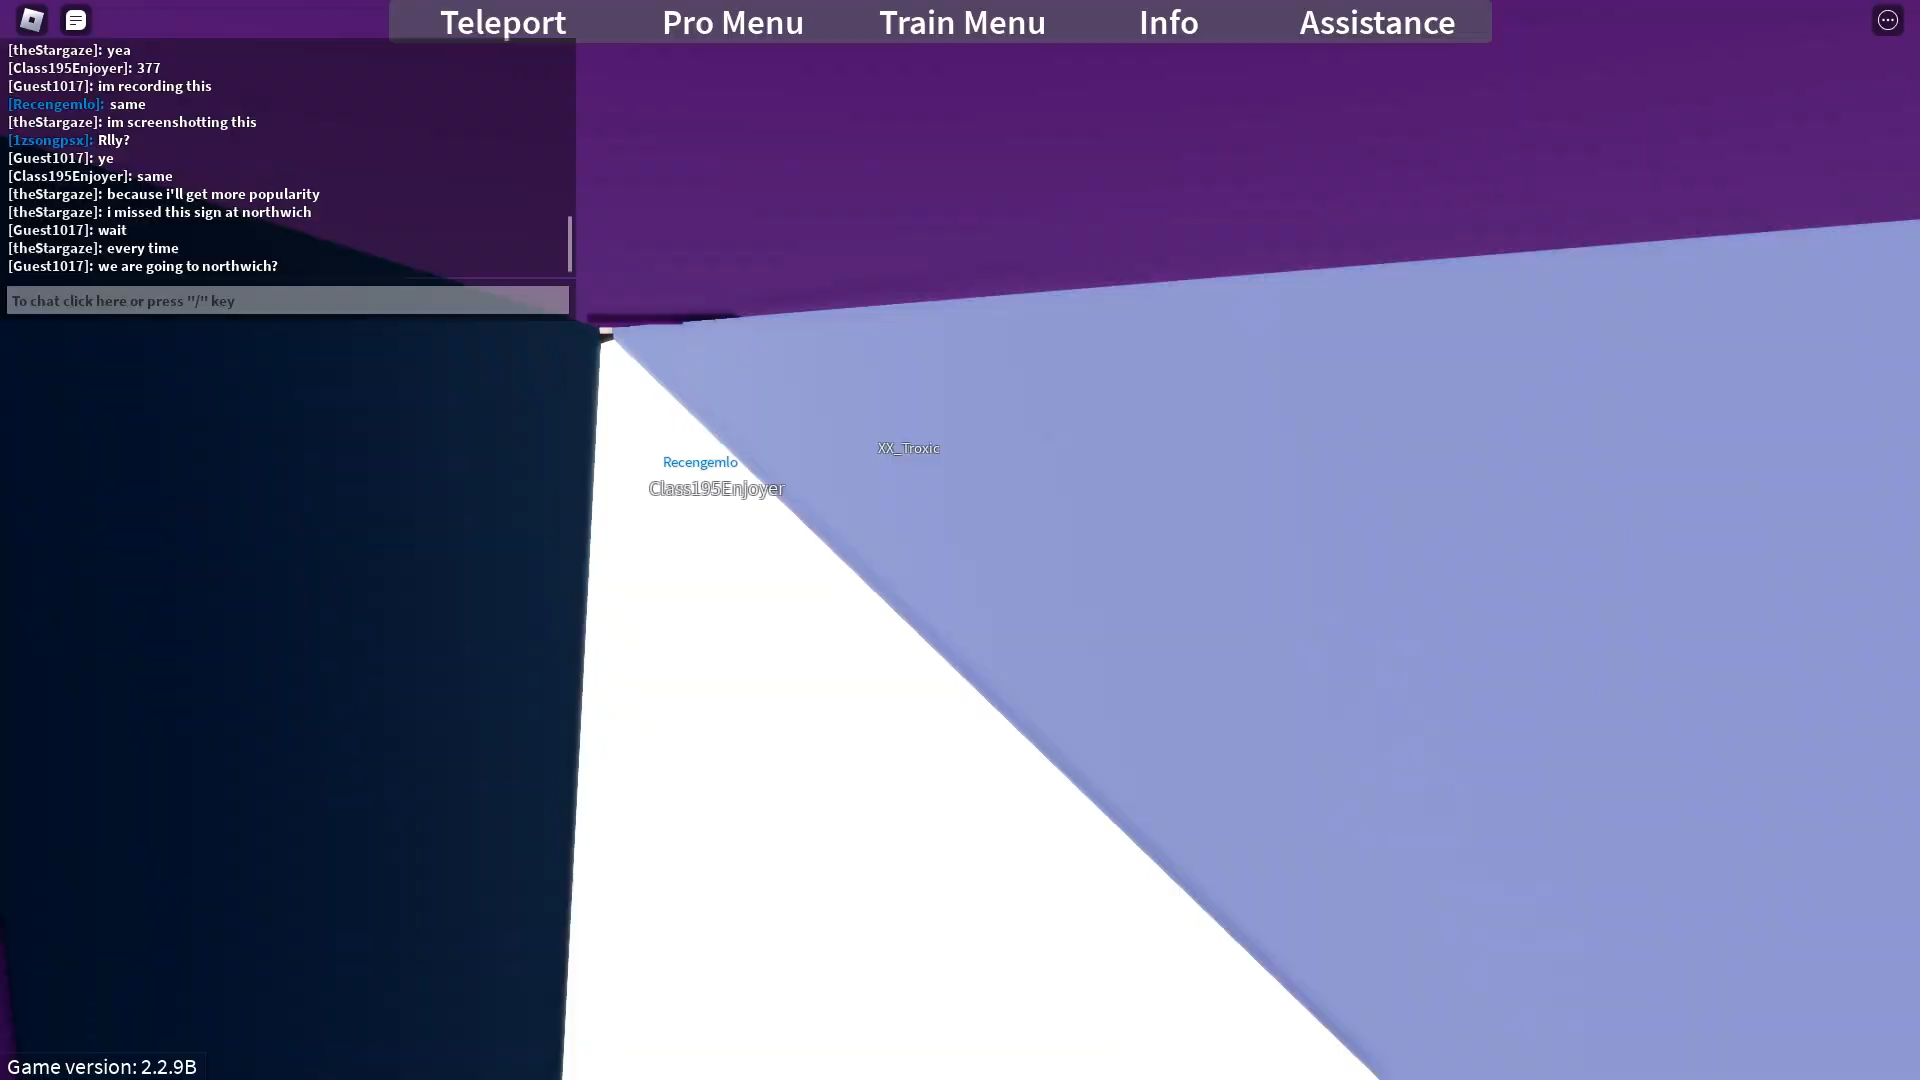 Teleport Pro Menu Train Menu Info Assistance
[theStargaze]: yea
[Class195Enjoyer]: 377
[Guest1017]: im recording this
[Recengemlo]: same
[theStargaze]: im screenshotting this
[1zsongpsx]: Rlly?
[Guest1017]: ye
[Class195Enjoyer]: same
[theStargaze]: because i'll get more popularity
[theStargaze]: i missed this sign at northwich
[Guest1017]: wait
[theStargaze]: every time
[Guest1017]: we are going to northwich?
To chat click here or press "/" key
XX_Troxic
Recengemlo
Class195Enjoyer
Game version: 2.2.9B